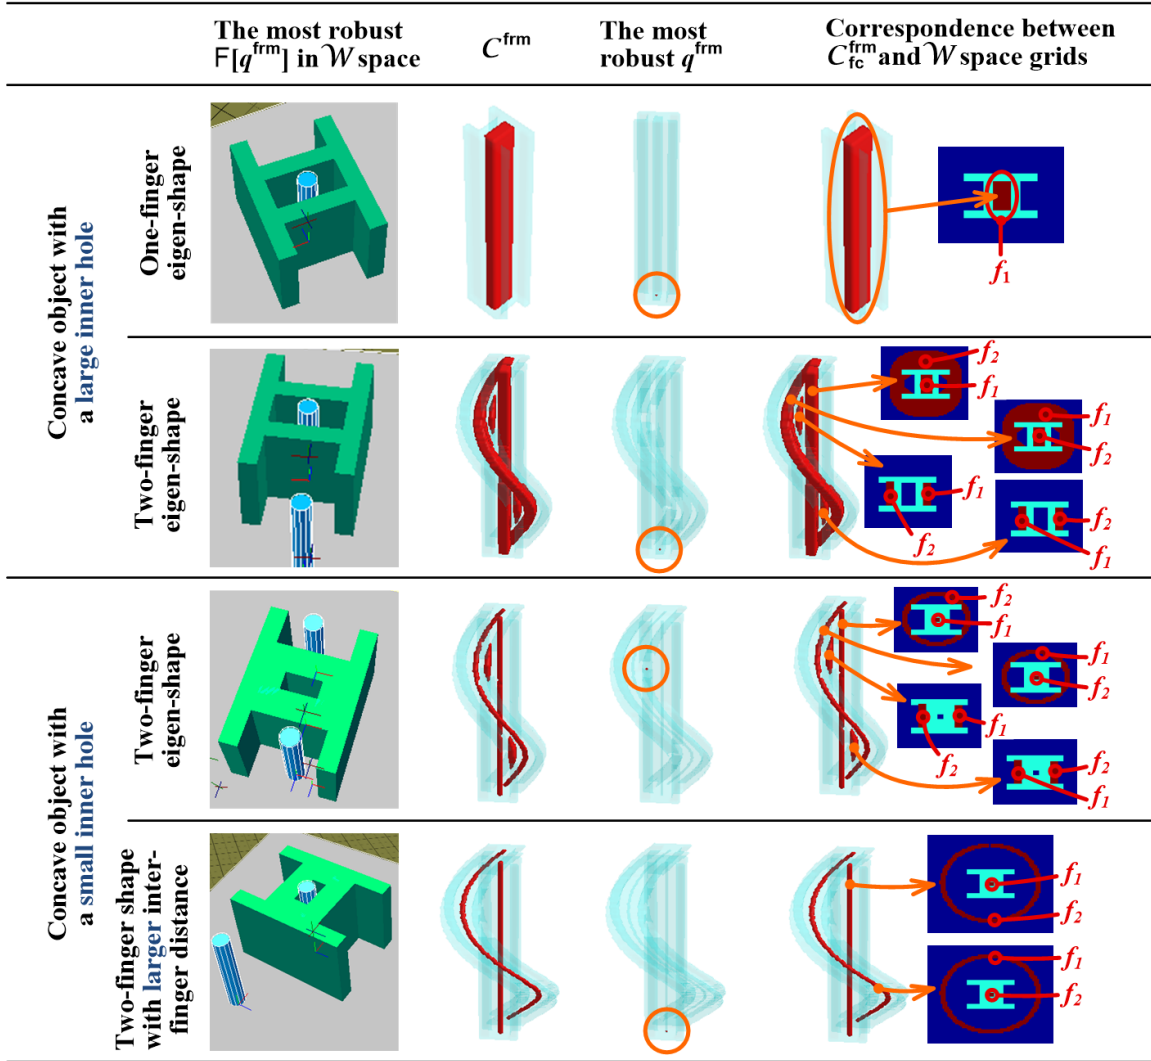 The most robust
F[q^frm] in W space
C^frm
The most
robust q^frm
Correspondence between
C_fc^frm and W space grids
Concave object with
a large inner hole
One-finger
eigen-shape
f1
Two-finger
eigen-shape
f2
f1
f1
f2
f1
f2
f2
f1
Concave object with
a small inner hole
Two-finger
eigen-shape
f2
f1
f1
f2
f1
f2
f2
f1
Two-finger shape
with larger inter-
finger distance
f1
f2
f1
f2